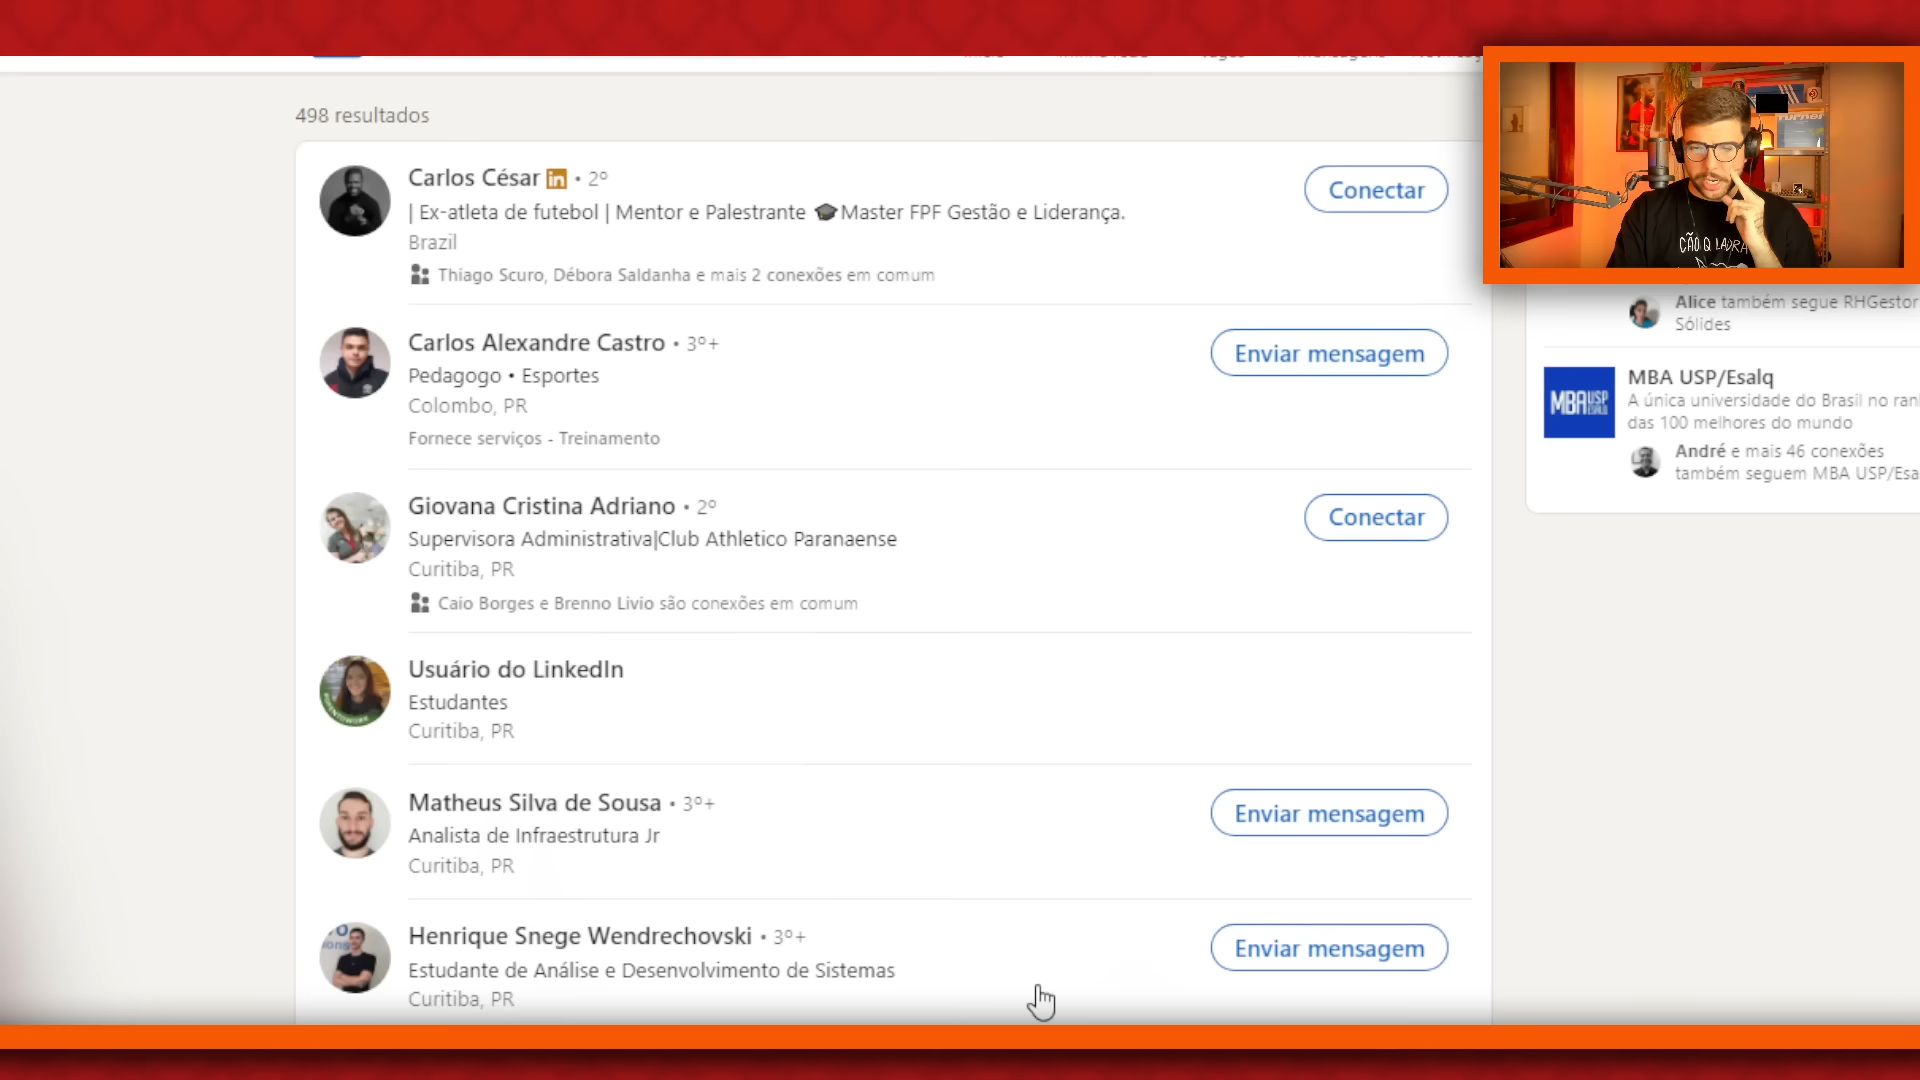 498 resultados
Carlos César in • 2º
| Ex-atleta de futebol | Mentor e Palestrante 🎓Master FPF Gestão e Liderança.
Brazil
Thiago Scuro, Débora Saldanha e mais 2 conexões em comum
Conectar
Carlos Alexandre Castro • 3º+
Pedagogo • Esportes
Colombo, PR
Fornece serviços - Treinamento
Enviar mensagem
Giovana Cristina Adriano • 2º
Supervisora Administrativa|Club Athletico Paranaense
Curitiba, PR
Caio Borges e Brenno Livio são conexões em comum
Conectar
Usuário do LinkedIn
Estudantes
Curitiba, PR
Matheus Silva de Sousa • 3º+
Analista de Infraestrutura Jr
Curitiba, PR
Enviar mensagem
Henrique Snege Wendrechovski • 3º+
Estudante de Análise e Desenvolvimento de Sistemas
Curitiba, PR
Enviar mensagem
CÃO Q LADRA
Alice também segue RHGestor
Sólides
MBA USP ESALQ
MBA USP/Esalq
A única universidade do Brasil no
das 100 melhores do mundo
André e mais 46 conexões
também seguem MBA